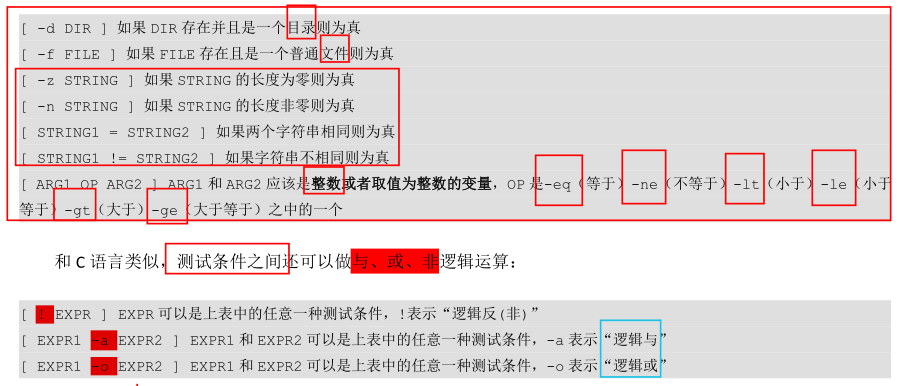 [ -d DIR ] 如果 DIR 存在并且是一个目录则为真
[ -f FILE ] 如果 FILE 存在且是一个普通文件则为真
[ -z STRING ] 如果 STRING 的长度为零则为真
[ -n STRING ] 如果 STRING 的长度非零则为真
[ STRING1 = STRING2 ] 如果两个字符串相同则为真
[ STRING1 != STRING2 ] 如果字符串不相同则为真
[ ARG1 OP ARG2 ] ARG1 和 ARG2 应该是整数或者取值为整数的变量，OP 是-eq（等于）-ne（不等于）-lt（小于）-le（小于
等于）-gt（大于）-ge（大于等于）之中的一个
和 C 语言类似，测试条件之间还可以做与、或、非逻辑运算：
[ ! EXPR ] EXPR 可以是上表中的任意一种测试条件，!表示“逻辑反(非)”
[ EXPR1 -a EXPR2 ] EXPR1 和 EXPR2 可以是上表中的任意一种测试条件，-a 表示“逻辑与”
[ EXPR1 -o EXPR2 ] EXPR1 和 EXPR2 可以是上表中的任意一种测试条件，-o 表示“逻辑或”